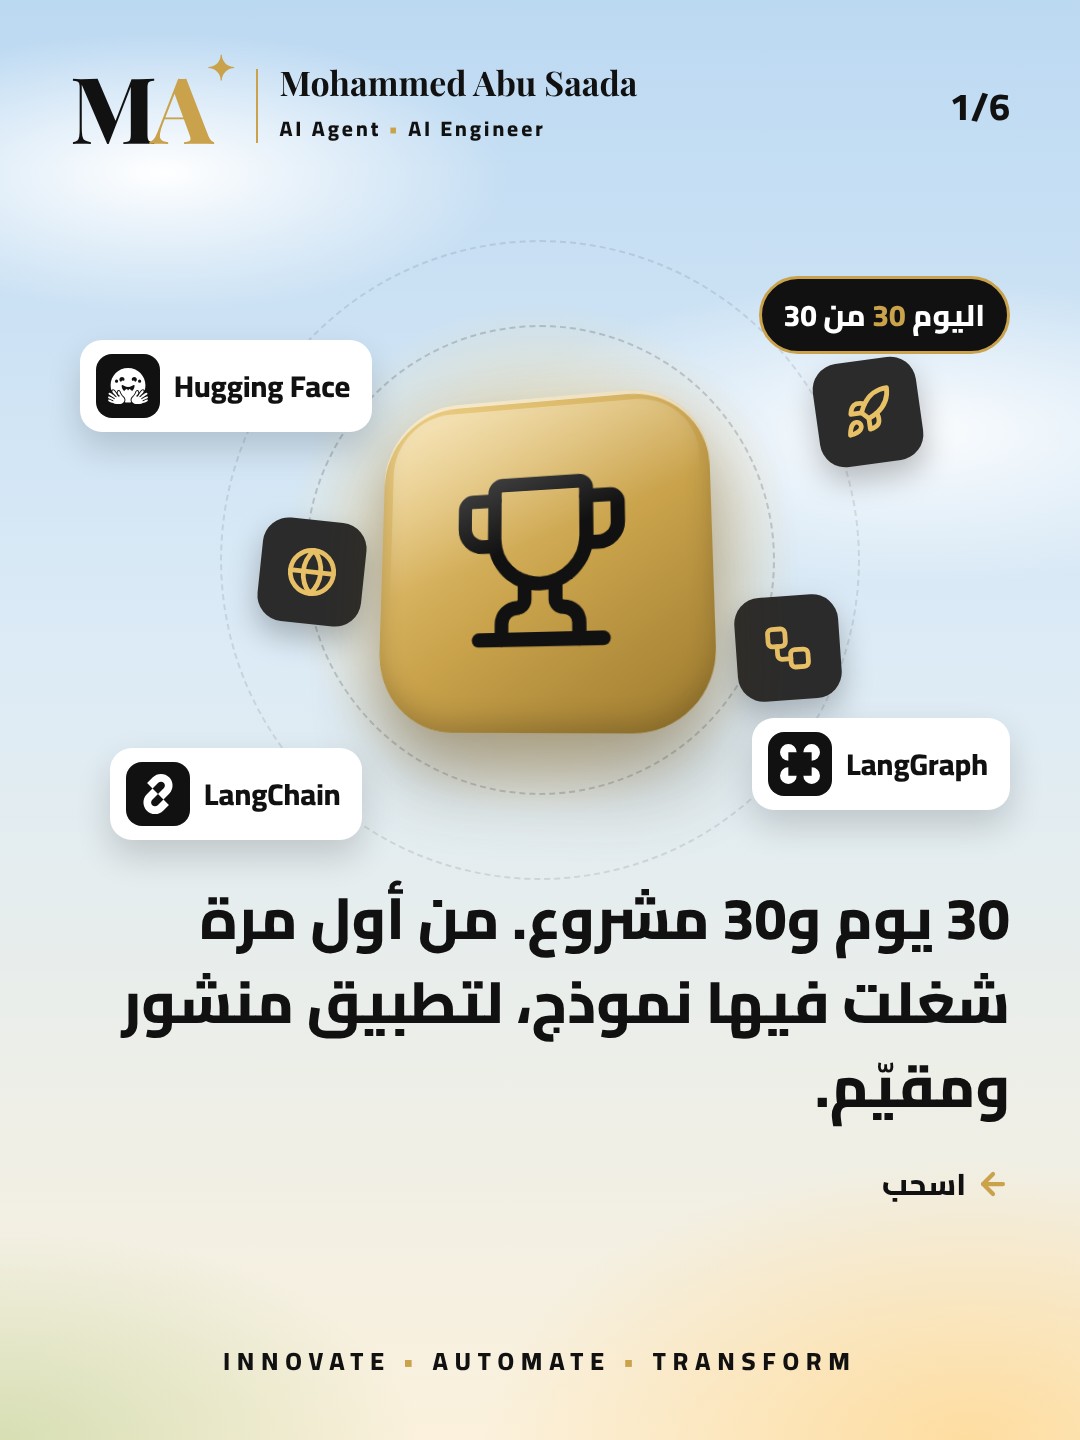 MA
Mohammed Abu Saada
AI Agent ▪ AI Engineer
1/6
اليوم 30 من 30
Hugging Face
LangChain
LangGraph
30 يوم و30 مشروع. من أول مرة
شغلت فيها نموذج، لتطبيق منشور
ومقيّم.
اسحب
INNOVATE ▪ AUTOMATE ▪ TRANSFORM